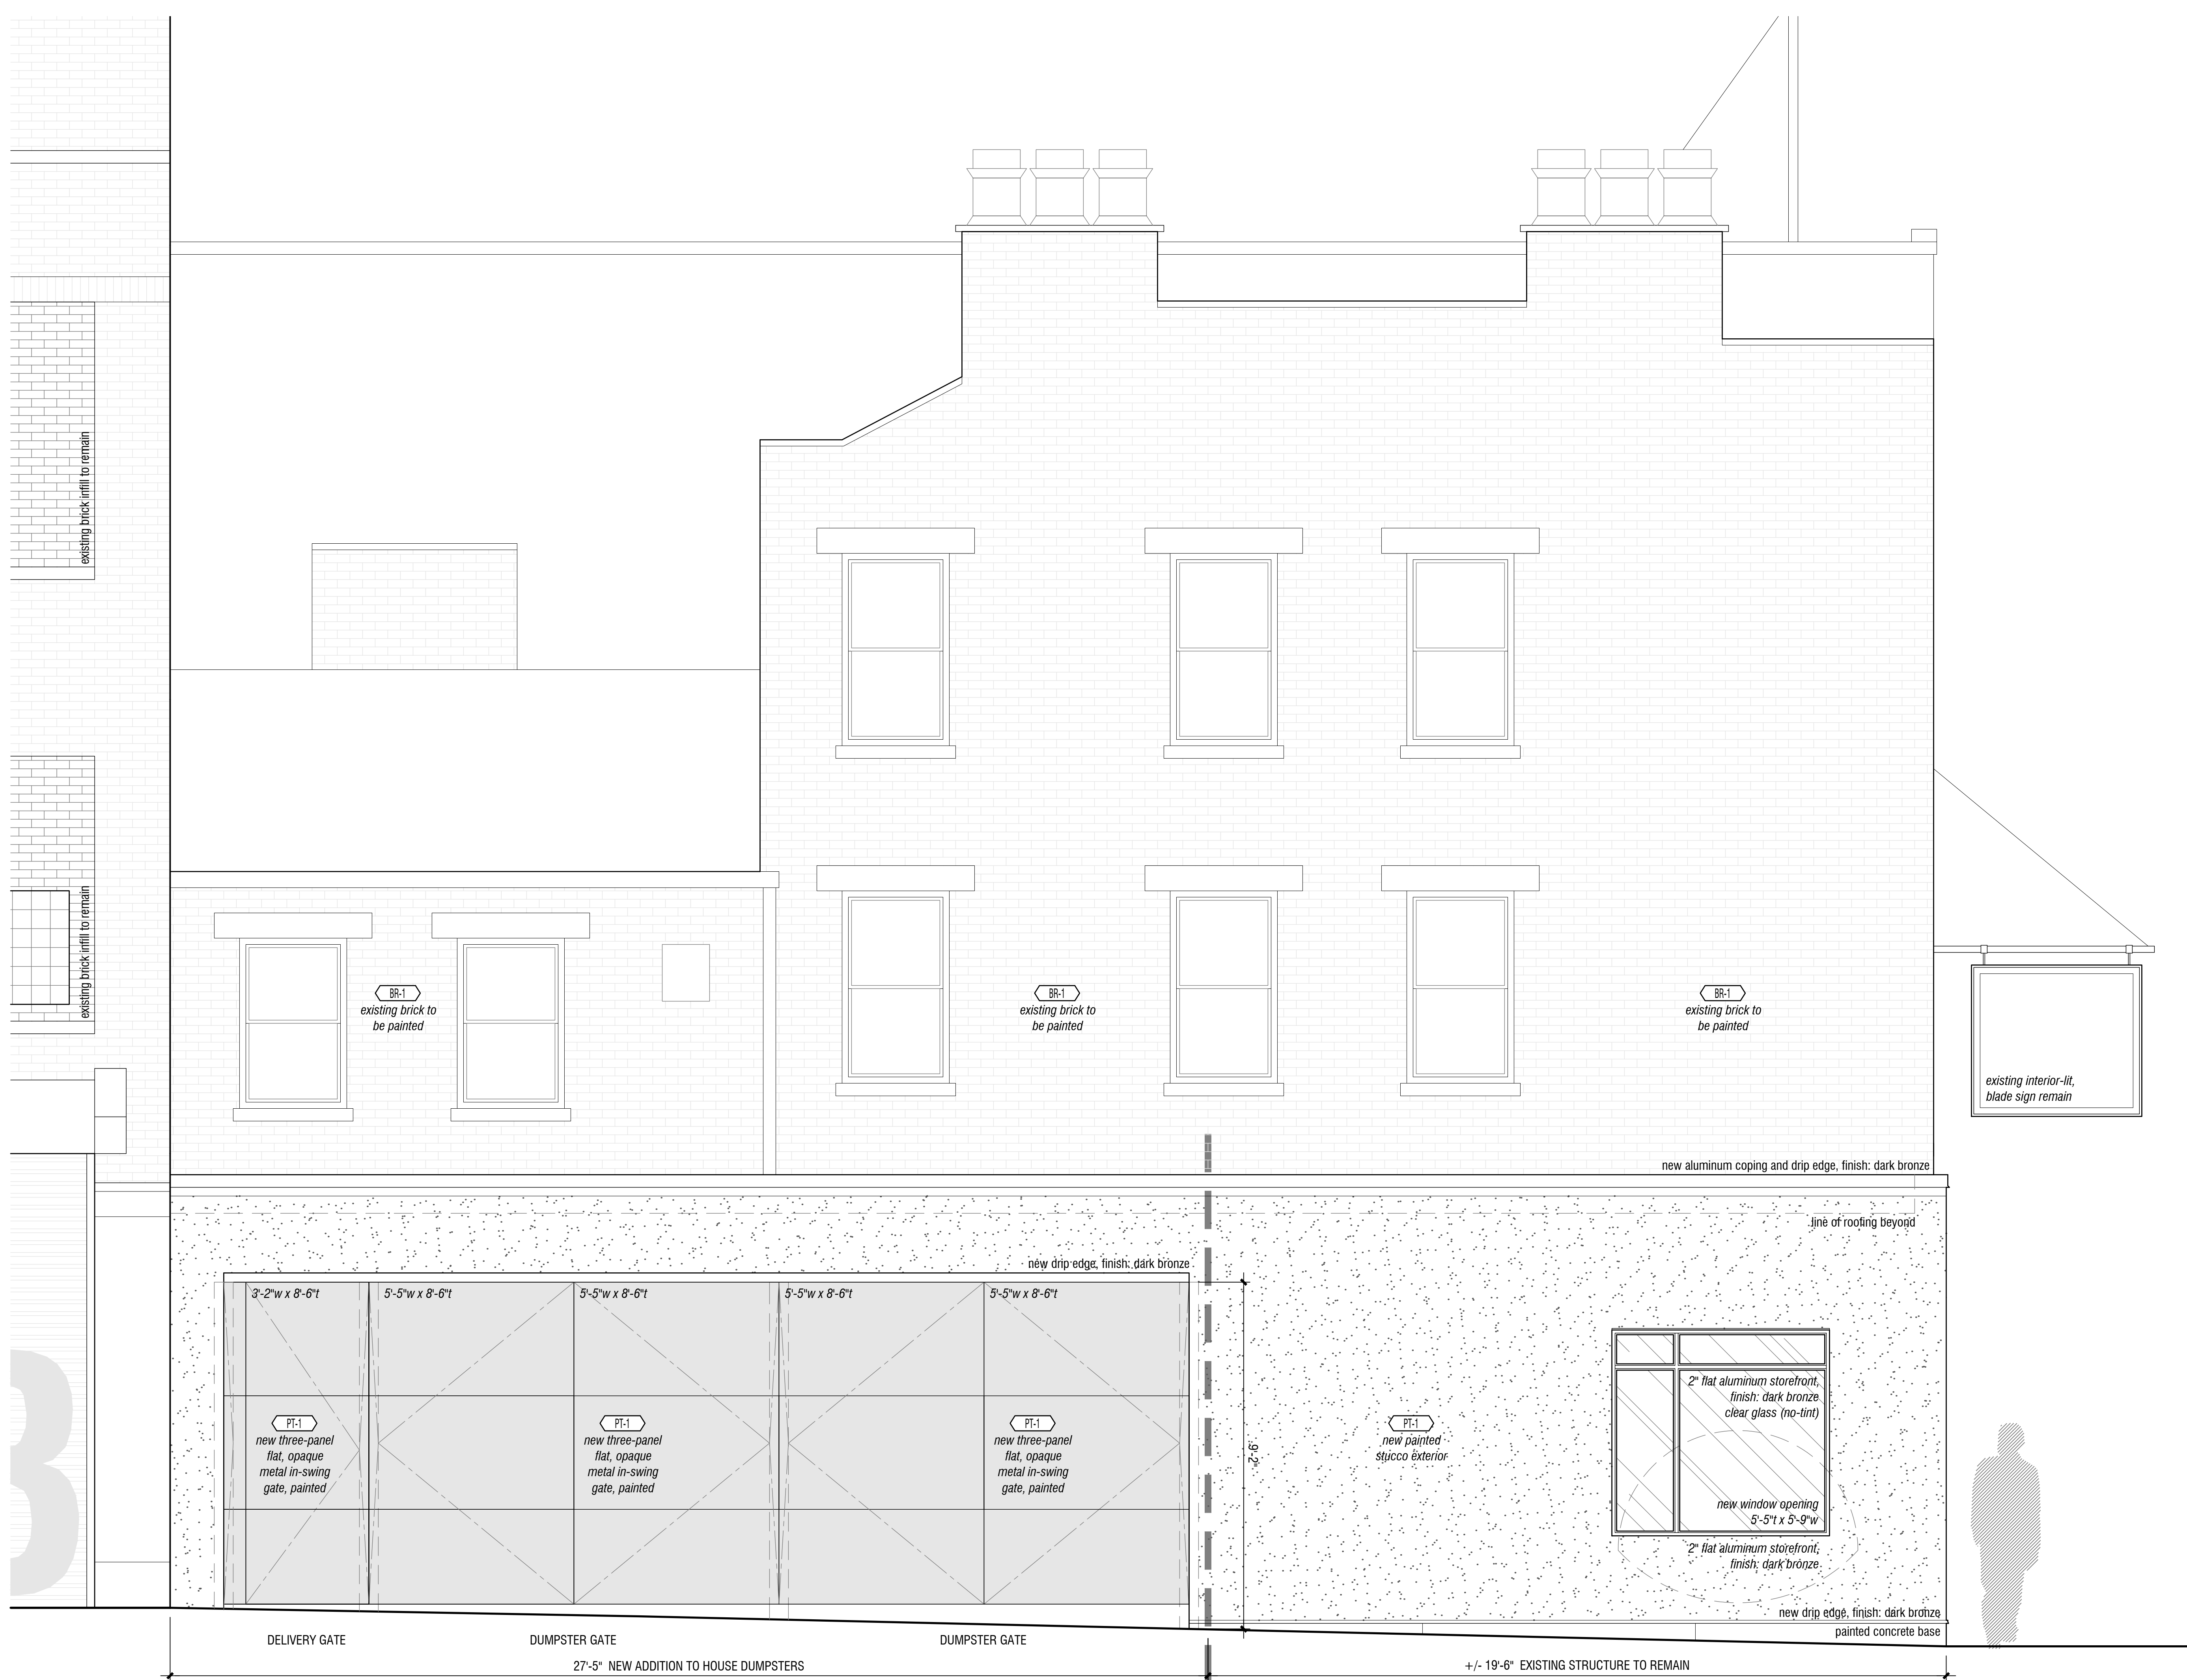 existing brick infill to remain
existing brick infill to remain
BR-1
existing brick to
be painted
BR-1
existing brick to
be painted
BR-1
existing brick to
be painted
existing interior-lit,
blade sign remain
new aluminum coping and drip edge, finish: dark bronze
line of roofing beyond
new drip edge, finish: dark bronze
3'-2"w x 8'-6"t
5'-5"w x 8'-6"t
5'-5"w x 8'-6"t
5'-5"w x 8'-6"t
5'-5"w x 8'-6"t
PT-1
new three-panel
flat, opaque
metal in-swing
gate, painted
PT-1
new three-panel
flat, opaque
metal in-swing
gate, painted
PT-1
new three-panel
flat, opaque
metal in-swing
gate, painted
9'-2"
PT-1
new painted
stucco exterior
2" flat aluminum storefront,
finish: dark bronze
clear glass (no-tint)
new window opening
5'-5"t x 5'-9"w
2" flat aluminum storefront,
finish: dark bronze
new drip edge, finish: dark bronze
painted concrete base
DELIVERY GATE
DUMPSTER GATE
DUMPSTER GATE
27'-5" NEW ADDITION TO HOUSE DUMPSTERS
+/- 19'-6" EXISTING STRUCTURE TO REMAIN